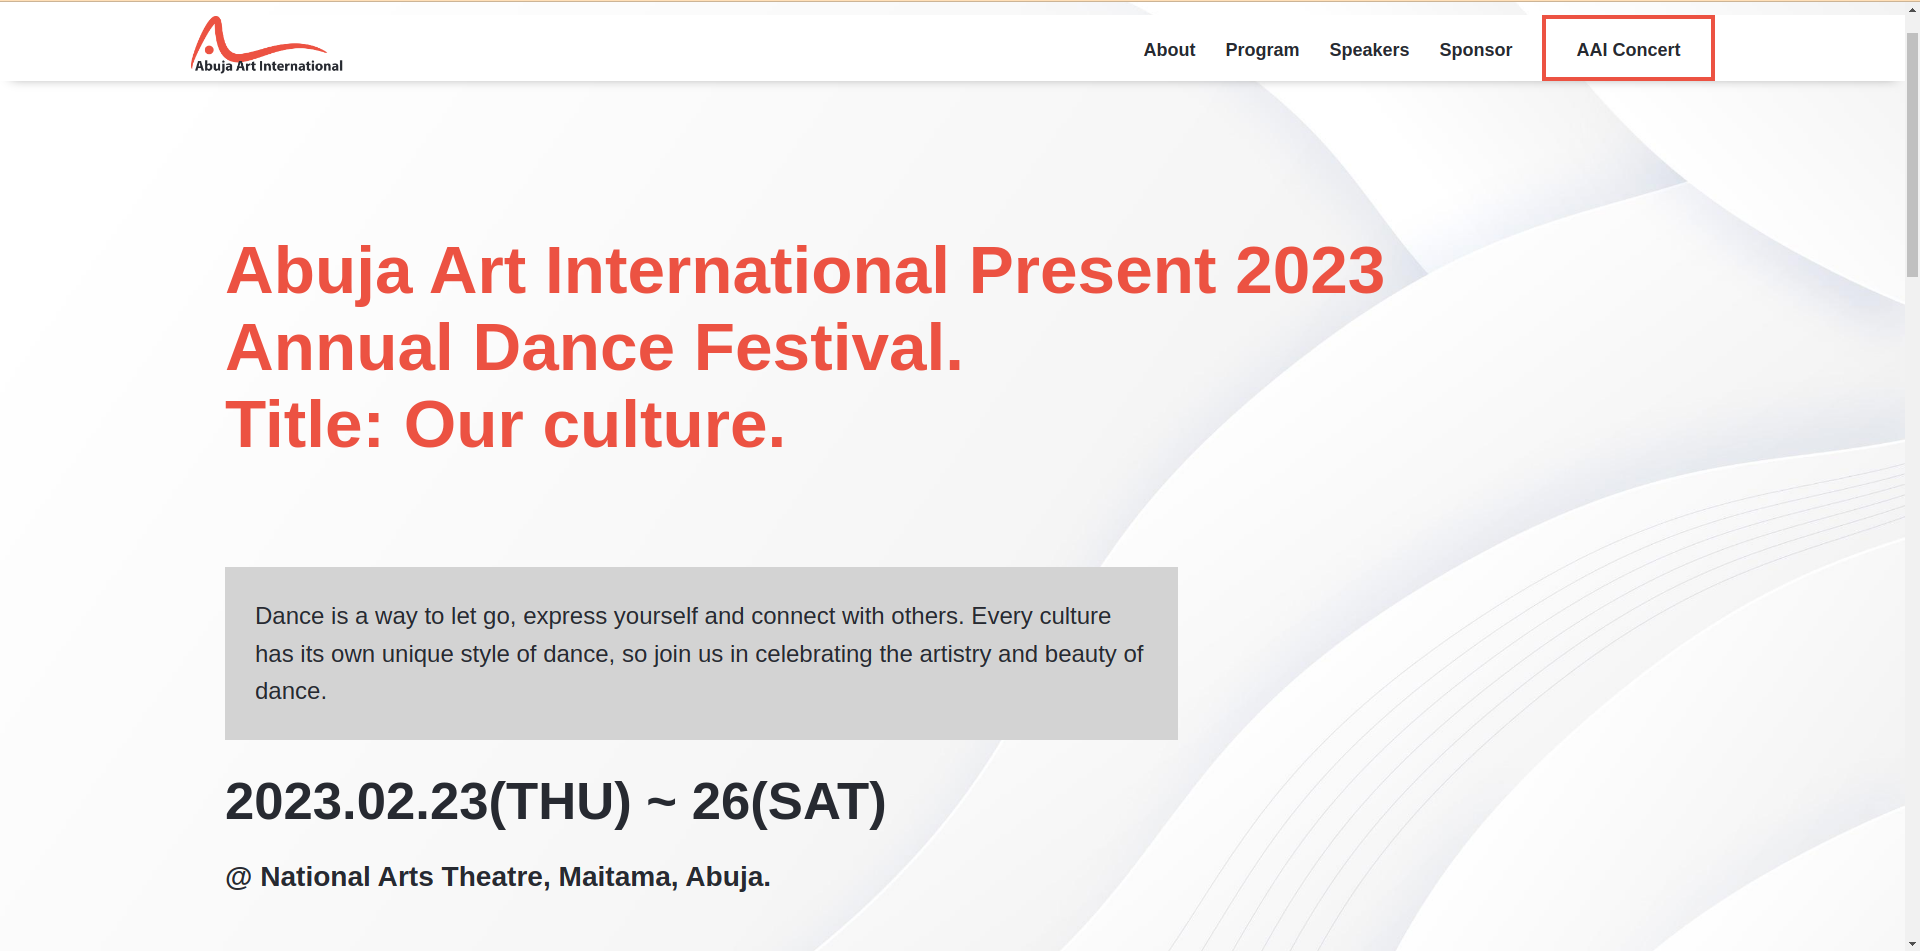 Abuja Art International
About Program Speakers Sponsor AAI Concert
Abuja Art International Present 2023
Annual Dance Festival.
Title: Our culture.
Dance is a way to let go, express yourself and connect with others. Every culture
has its own unique style of dance, so join us in celebrating the artistry and beauty of
dance.
2023.02.23(THU) ~ 26(SAT)
@ National Arts Theatre, Maitama, Abuja.